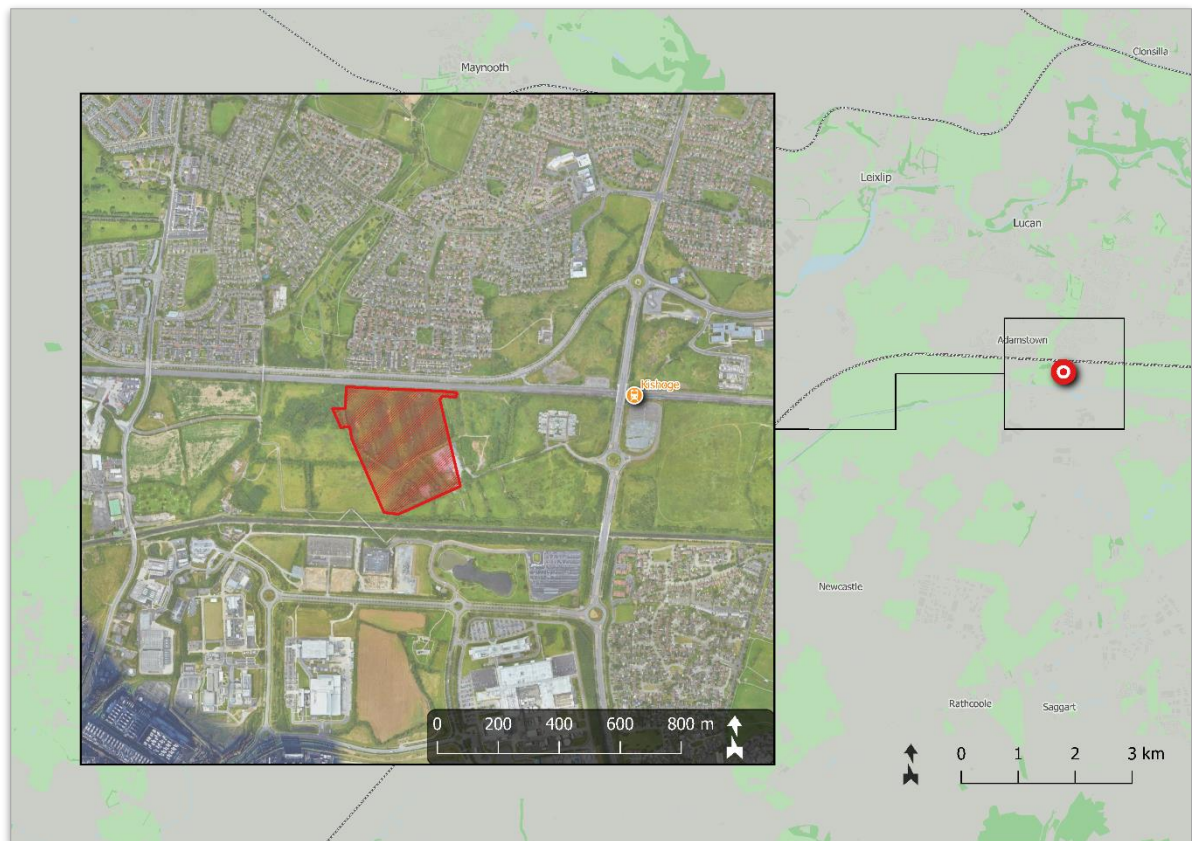 Maynooth
Clonsilla
Leixlip
Lucan
Adamstown
Kishoge
Newcastle
Rathcoole
Saggart
0 200 400 600 800 m
0 1 2 3 km